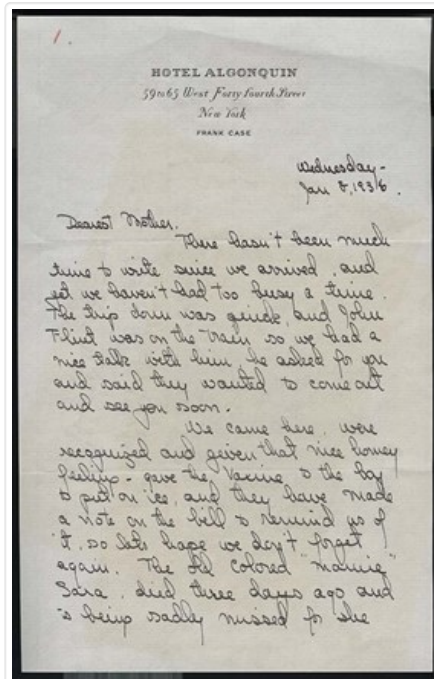 1.
HOTEL ALGONQUIN
59 to 65 West Forty fourth Street
New York
FRANK CASE
Wednesday -
Jan 8, 1936.
Dearest Mother.
There hasn't been much
time to write since we arrived, and
yet we haven't had too busy a time.
The trip down was quick, and John
Flint was on the train so we had a
nice talk with him, he asked for you
and said they wanted to come out
and see you soon.
We came here, were
recognized and given that nice homey
feeling - gave the Vaccine to the boy
to put on ice, and they have made
a note on the bill to remind us of
it, so lets hope we don't forget
again. The old colored "
Sara, died three days ago and
is being sadly missed for she